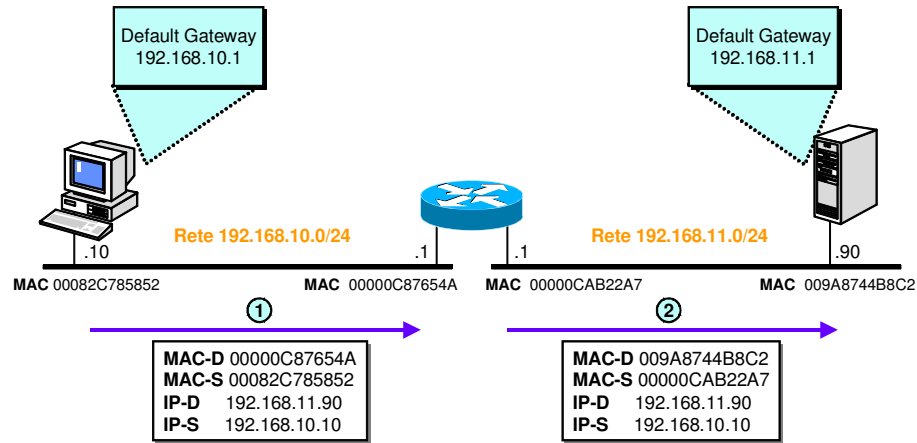 Default Gateway
192.168.10.1
Default Gateway
192.168.11.1
Rete 192.168.10.0/24
Rete 192.168.11.0/24
.10
.1
.1
.90
MAC 00082C785852
MAC 00000C87654A
MAC 00000CAB22A7
MAC 009A8744B8C2
1
2
MAC-D 00000C87654A
MAC-S 00082C785852
IP-D 192.168.11.90
IP-S 192.168.10.10
MAC-D 009A8744B8C2
MAC-S 00000CAB22A7
IP-D 192.168.11.90
IP-S 192.168.10.10